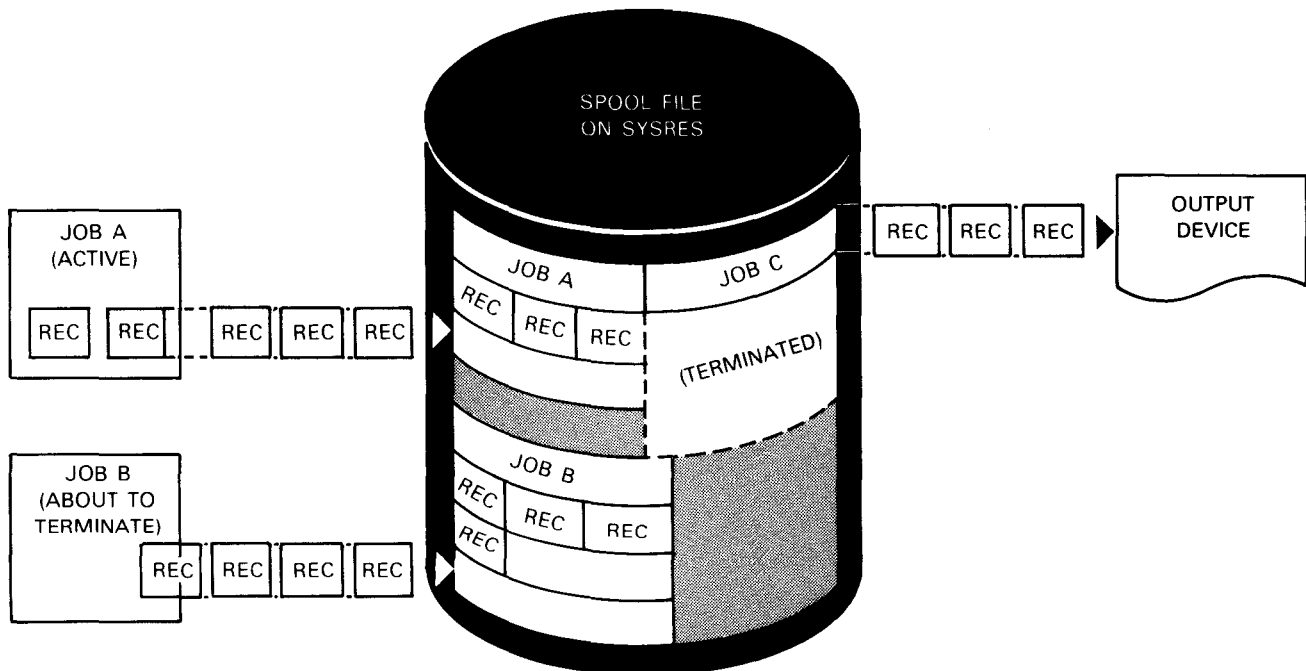 SPOOL FILE
ON SYSRES
JOB A
(ACTIVE)
REC REC REC REC REC
JOB B
(ABOUT TO
TERMINATE)
REC REC REC REC
JOB A
REC REC REC
JOB C
(TERMINATED)
JOB B
REC REC REC
REC
REC REC REC
OUTPUT
DEVICE